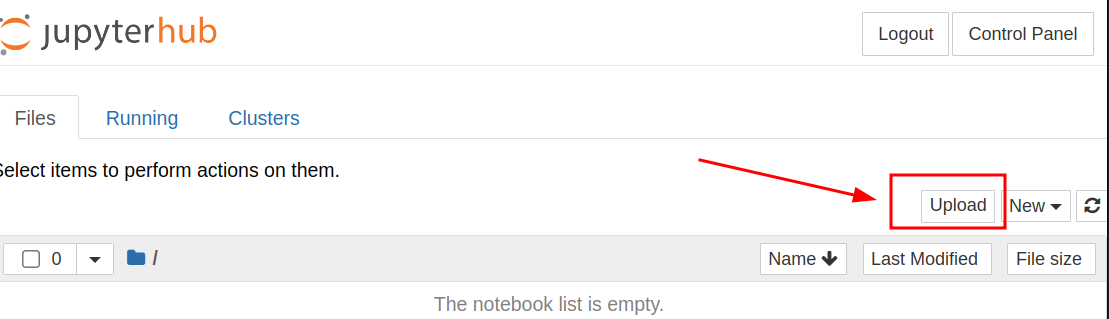 jupyterhub Logout Control Panel
Files Running Clusters
Select items to perform actions on them.
Upload New
0 / Name Last Modified File size
The notebook list is empty.